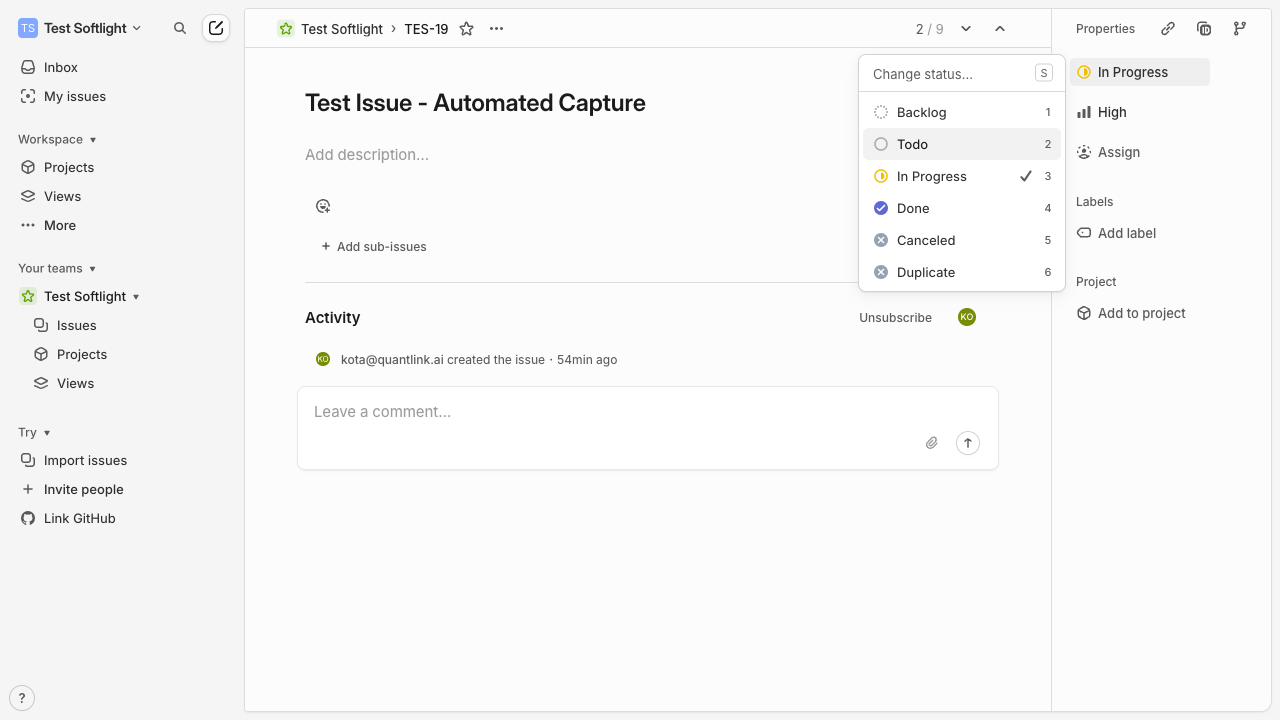 TS Test Softlight
Inbox
My issues
Workspace
Projects
Views
More
Your teams
Test Softlight
Issues
Projects
Views
Try
Import issues
Invite people
Link GitHub
?
Test Softlight › TES-19
2 / 9
Test Issue - Automated Capture
Add description...
Add sub-issues
Activity
Unsubscribe KO
KO kota@quantlink.ai created the issue · 54min ago
Leave a comment...
Change status... S
Backlog 1
Todo 2
In Progress 3
Done 4
Canceled 5
Duplicate 6
Properties
In Progress
High
Assign
Labels
Add label
Project
Add to project